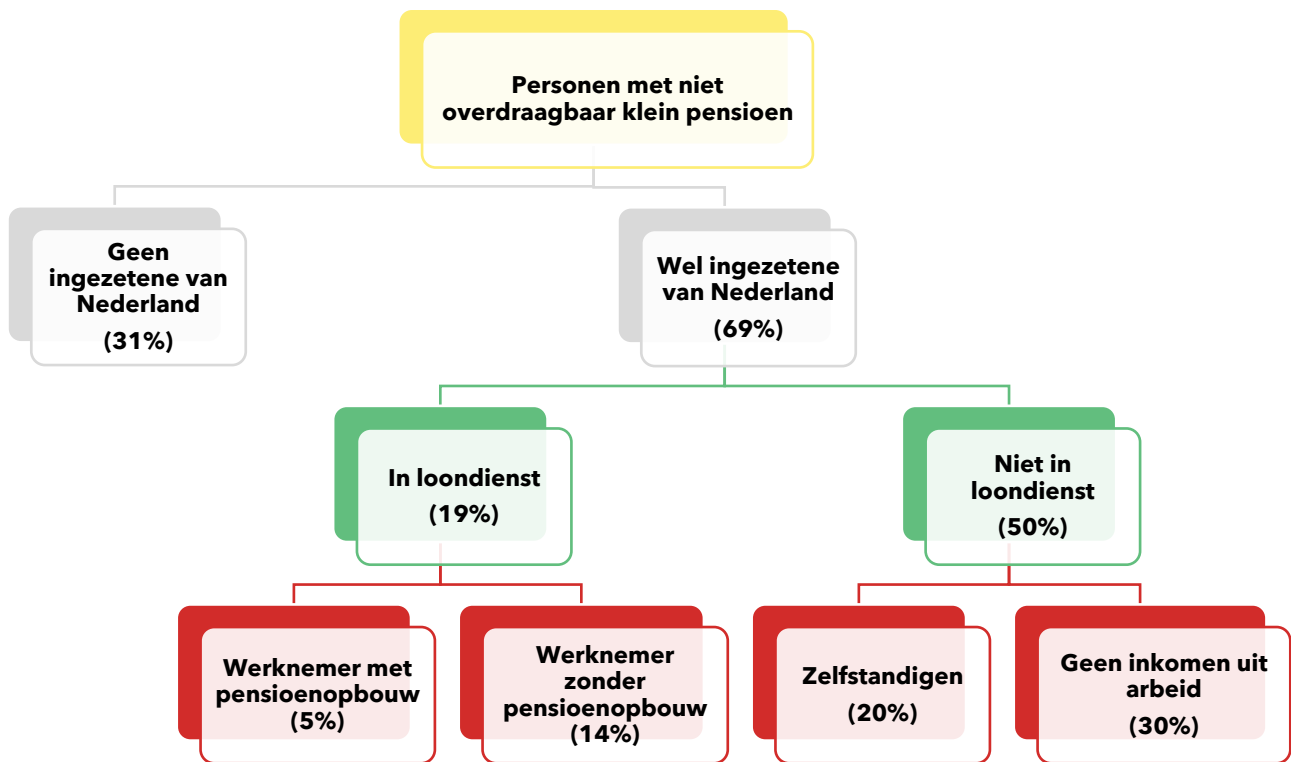 Personen met niet
overdraagbaar klein pensioen
Geen
ingezetene van
Nederland
(31%)
Wel ingezetene
van Nederland
(69%)
In loondienst
(19%)
Niet in
loondienst
(50%)
Werknemer met
pensioenopbouw
(5%)
Werknemer
zonder
pensioenopbouw
(14%)
Zelfstandigen
(20%)
Geen inkomen uit
arbeid
(30%)